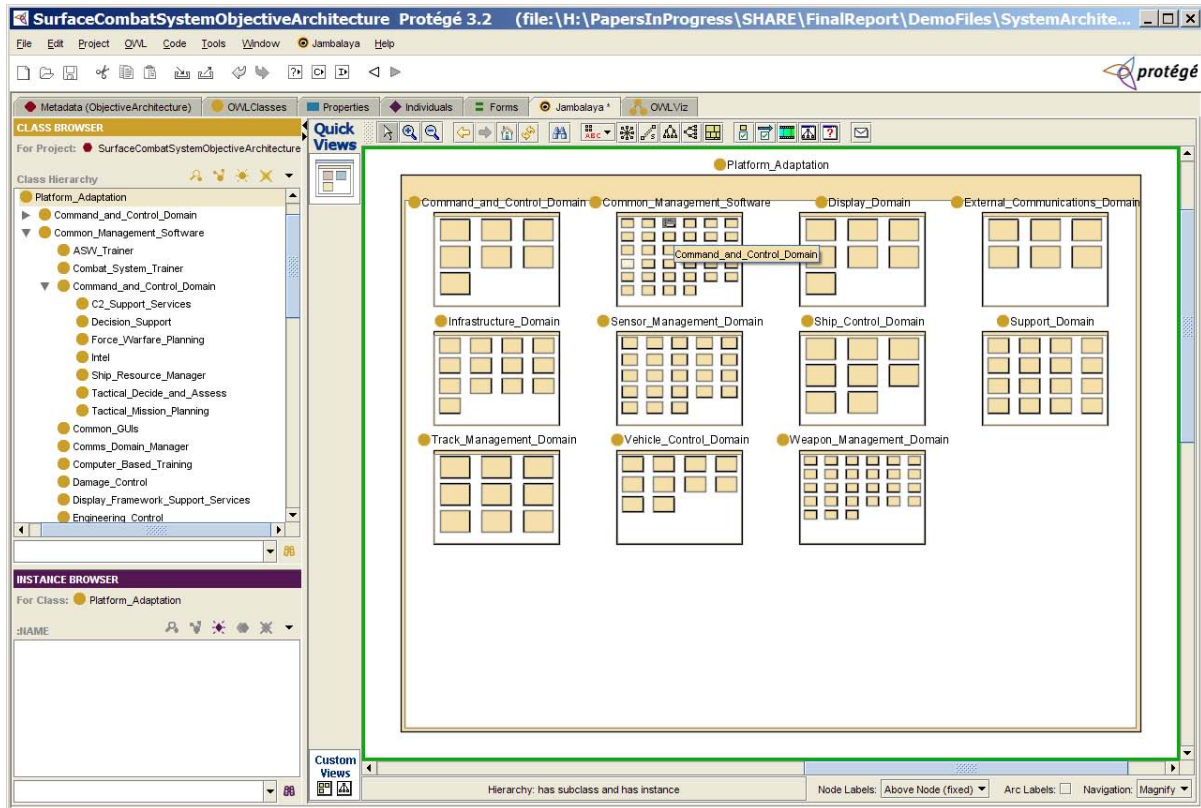 SurfaceCombatSystemObjectiveArchitecture Protégé 3.2 (file:\H:\PapersInProgress\SHARE\FinalReport\DemoFiles\SystemArchite...
File Edit Project OWL Code Tools Window Jambalaya Help
protégé
Metadata (ObjectiveArchitecture) OWLClasses Properties Individuals Forms Jambalaya * OWLViz
CLASS BROWSER
For Project: SurfaceCombatSystemObjectiveArchitecture
Class Hierarchy
Platform_Adaptation
Command_and_Control_Domain
Common_Management_Software
ASW_Trainer
Combat_System_Trainer
Command_and_Control_Domain
C2_Support_Services
Decision_Support
Force_Warfare_Planning
Intel
Ship_Resource_Manager
Tactical_Decide_and_Assess
Tactical_Mission_Planning
Common_GUIs
Comms_Domain_Manager
Computer_Based_Training
Damage_Control
Display_Framework_Support_Services
Engineering_Control
INSTANCE BROWSER
For Class: Platform_Adaptation
:NAME
Quick
Views
ABC
Platform_Adaptation
Command_and_Control_Domain Common_Management_Software Display_Domain External_Communications_Domain
Command_and_Control_Domain
Infrastructure_Domain Sensor_Management_Domain Ship_Control_Domain Support_Domain
Track_Management_Domain Vehicle_Control_Domain Weapon_Management_Domain
Custom
Views
Hierarchy: has subclass and has instance Node Labels: Above Node (fixed) Arc Labels: Navigation: Magnify